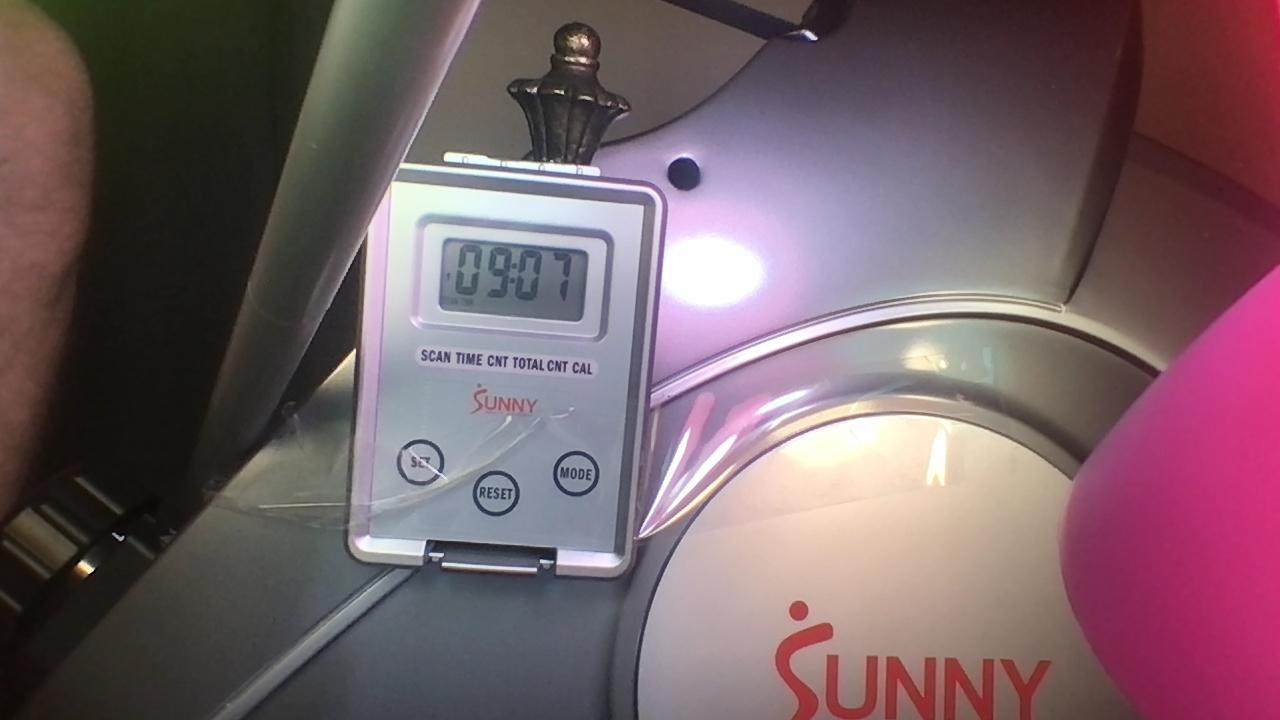 09:07
SCAN TIME CNT TOTAL CNT CAL
SUNNY
SET
RESET
MODE
SUNNY